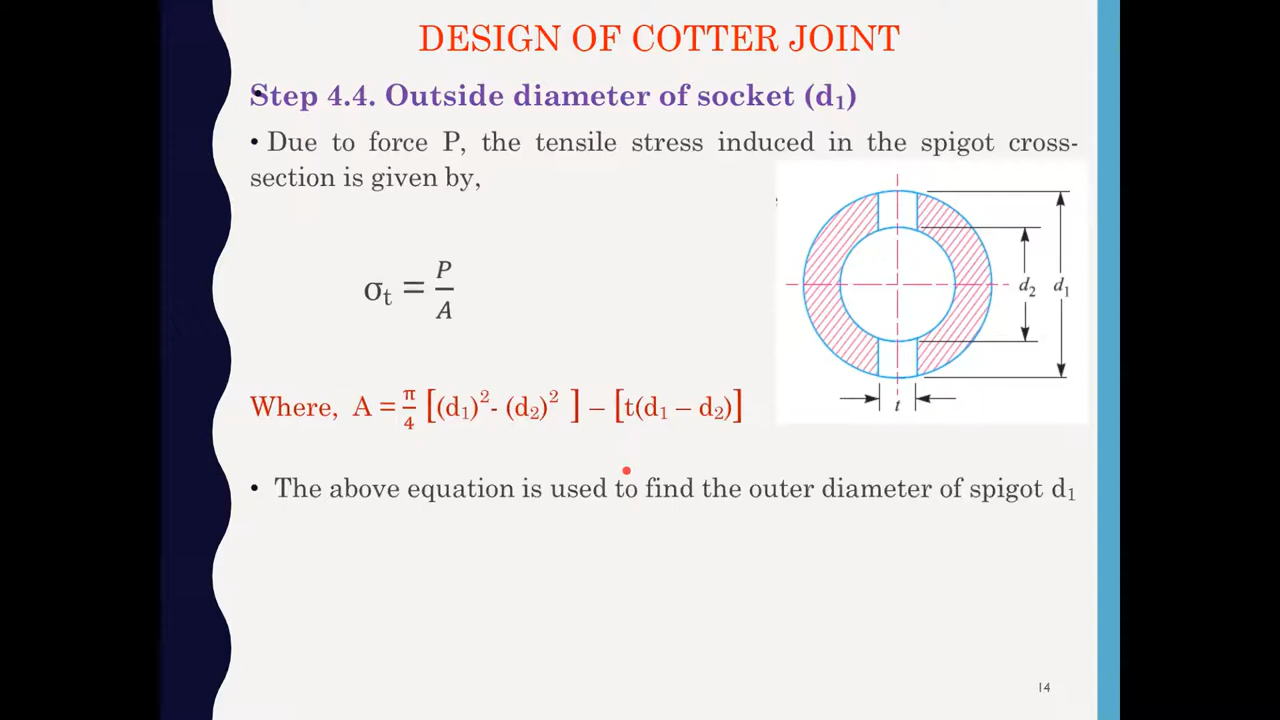 DESIGN OF COTTER JOINT
Step 4.4. Outside diameter of socket (d₁)
• Due to force P, the tensile stress induced in the spigot cross-
section is given by,
σₜ = P/A
d₂ d₁
t
Where, A = π/4 [(d₁)² - (d₂)² ] – [t(d₁ – d₂)]
• The above equation is used to find the outer diameter of spigot d₁
14